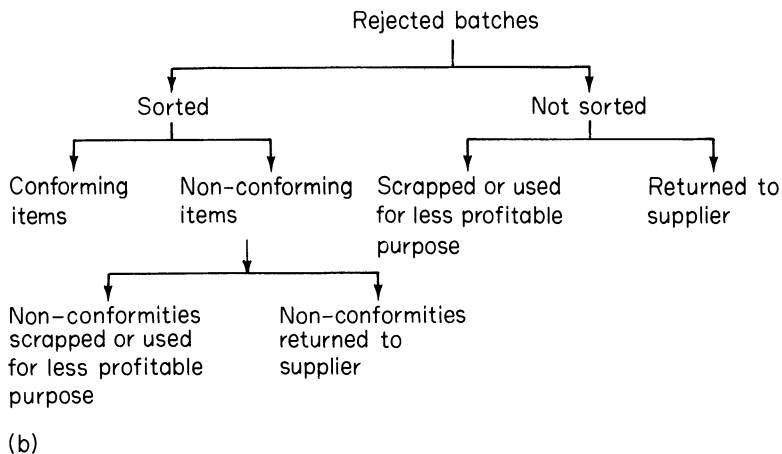 Rejected batches
Sorted
Not sorted
Conforming
items
Non-conforming
items
Scrapped or used
for less profitable
purpose
Returned to
supplier
Non-conformities
scrapped or used
for less profitable
purpose
Non-conformities
returned to
supplier
(b)